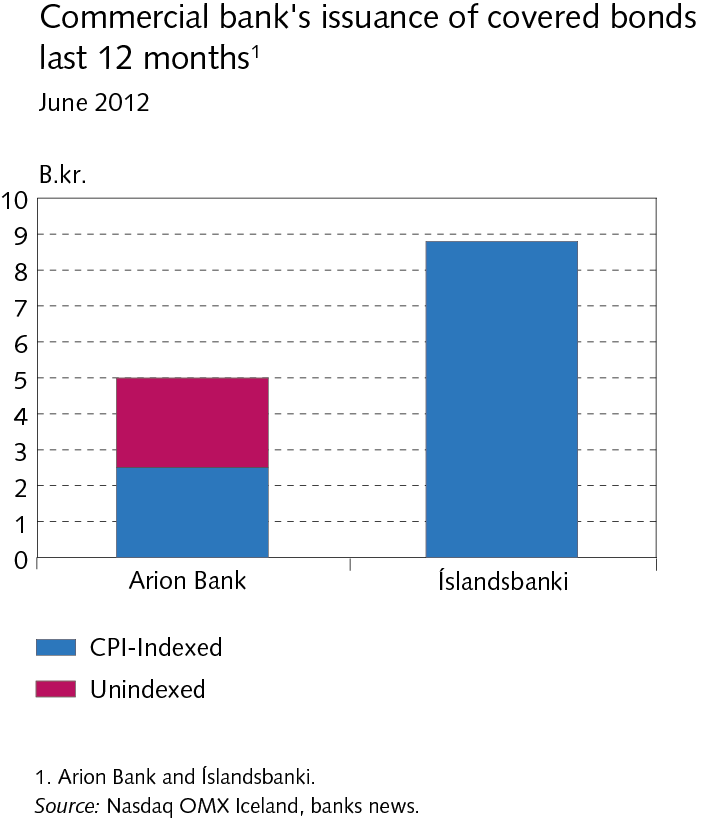 Commercial bank's issuance of covered bonds
last 12 months1
June 2012
B.kr.
10
9
8
7
6
5
4
3
2
1
0
Arion Bank
Íslandsbanki
CPI-Indexed
Unindexed
1. Arion Bank and Íslandsbanki.
Source: Nasdaq OMX Iceland, banks news.